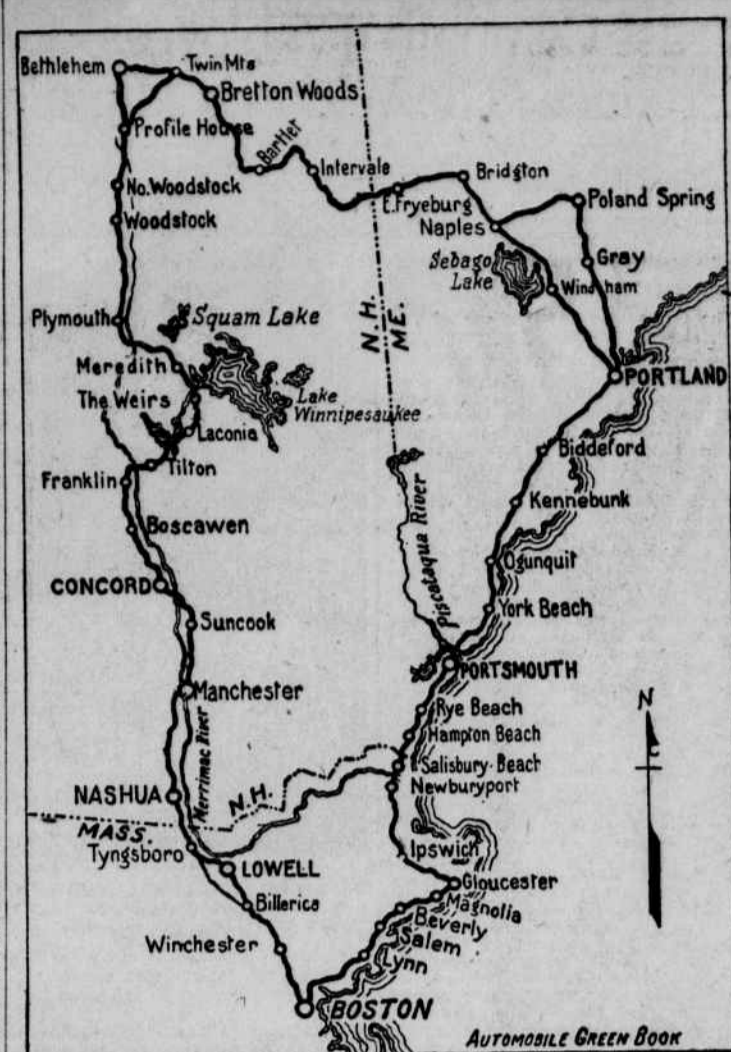 Bethlehem
Twin Mts
Bretton Woods
Profile House
Bartlet
Intervale
Bridgton
No. Woodstock
E. Fryeburg
Poland Spring
Woodstock
Naples
Sebago
Lake
Gray
Windham
Plymouth
Squam Lake
N.H.
ME.
Meredith
PORTLAND
The Weirs
Lake
Winnipesaukee
Laconia
Biddeford
Tilton
Franklin
Kennebunk
Boscawen
Piscataqua River
Ogunquit
CONCORD
York Beach
Suncook
PORTSMOUTH
Manchester
Rye Beach
N
Hampton Beach
Merrimac River
Salisbury Beach
NASHUA
N.H.
Newburyport
MASS.
Tyngsboro
Ipswich
LOWELL
Gloucester
Billerica
Magnolia
Beverly
Salem
Winchester
Lynn
BOSTON
AUTOMOBILE GREEN BOOK